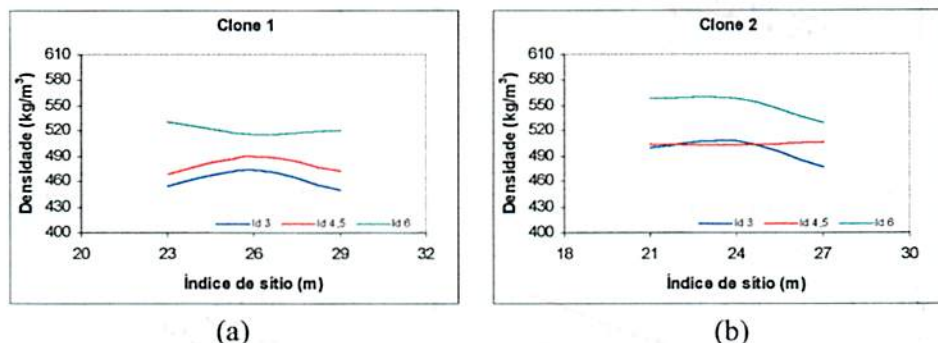 Clone 1
Densidade (kg/m³)
610
580
550
520
490
460
430
400
Id 3
Id 4,5
Id 6
20
23
26
29
32
Índice de sítio (m)
(a)
Clone 2
Densidade (kg/m³)
610
580
550
520
490
460
430
400
Id 3
Id 4,5
Id 6
18
21
24
27
30
Índice de sítio (m)
(b)